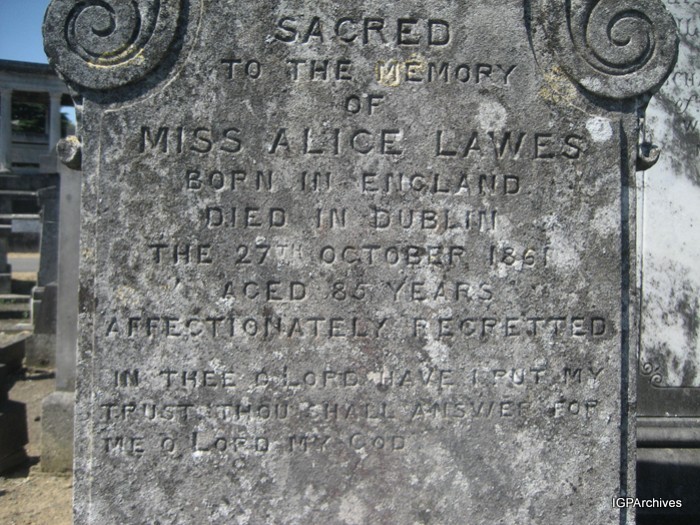 SACRED
TO THE MEMORY
OF
MISS ALICE LAWES
BORN IN ENGLAND
DIED IN DUBLIN
THE 27TH OCTOBER 1861
AGED 85 YEARS
AFFECTIONATELY REGRETTED
IN THEE O LORD HAVE I PUT MY
TRUST THOU SHALL ANSWER FOR
ME O LORD MY GOD
IGPArchives